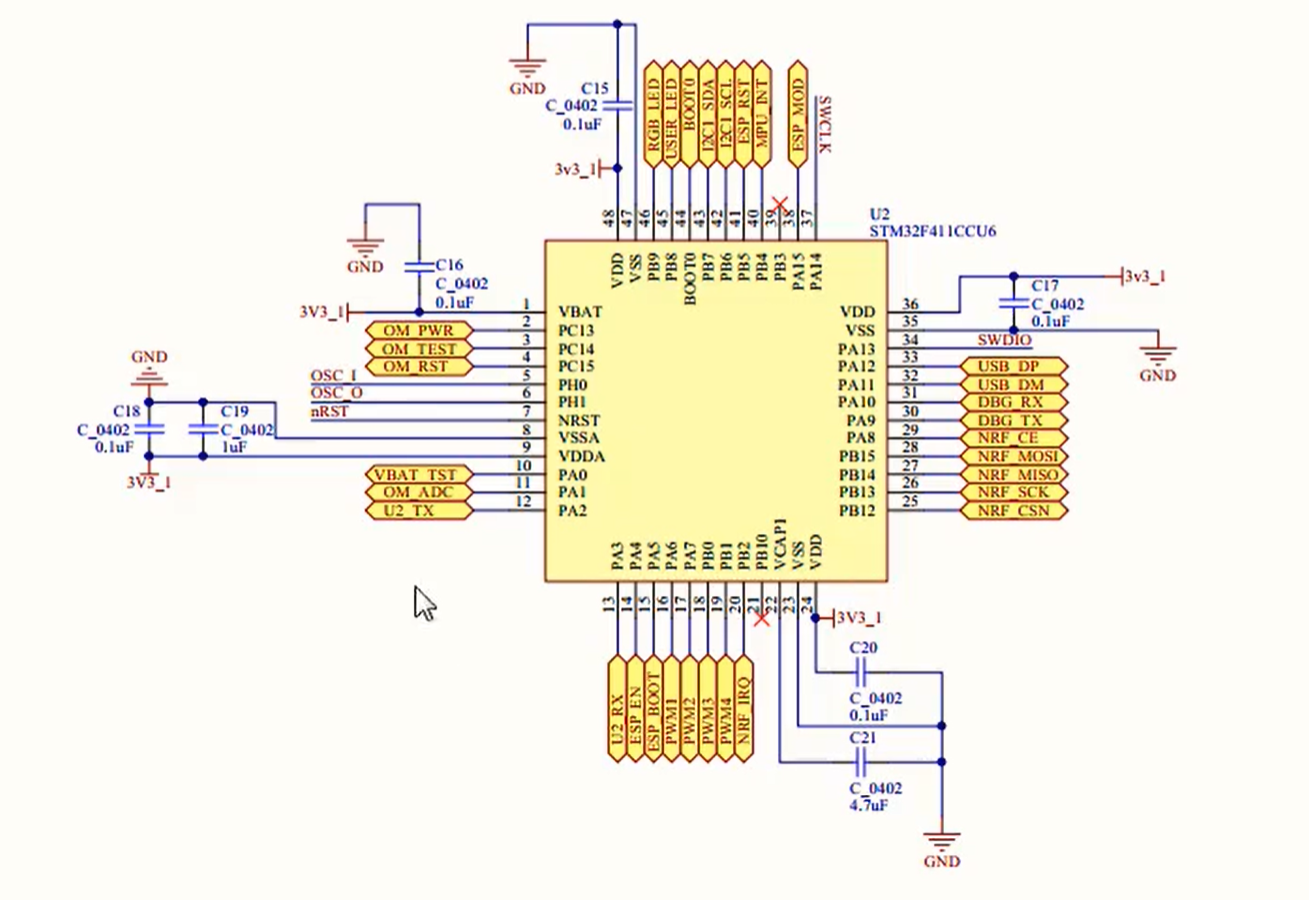 GND
C15
C_0402
0.1uF
3v3_1
RGB_LED
USER_LED
BOOT0
I2C1_SDA
I2C1_SCL
ESP_RST
MPU_INT
ESP_MOD
SWCLK
48
47
46
45
44
43
42
41
40
39
38
37
U2
STM32F411CCU6
VDD
VSS
PB9
PB8
BOOT0
PB7
PB6
PB5
PB4
PB3
PA15
PA14
GND
C16
C_0402
0.1uF
3V3_1
OM_PWR
OM_TEST
OM_RST
OSC_I
OSC_O
nRST
GND
C18
C_0402
0.1uF
C19
C_0402
1uF
3V3_1
VBAT_TST
OM_ADC
U2_TX
1 VBAT
2 PC13
3 PC14
4 PC15
5 PH0
6 PH1
7 NRST
8 VSSA
9 VDDA
10 PA0
11 PA1
12 PA2
VDD 36
VSS 35
PA13 34 SWDIO
PA12 33 USB_DP
PA11 32 USB_DM
PA10 31 DBG_RX
PA9 30 DBG_TX
PA8 29 NRF_CE
PB15 28 NRF_MOSI
PB14 27 NRF_MISO
PB13 26 NRF_SCK
PB12 25 NRF_CSN
3v3_1
C17
C_0402
0.1uF
GND
PA3
PA4
PA5
PA6
PA7
PB0
PB1
PB2
PB10
VCAP1
VSS
VDD
13
14
15
16
17
18
19
20
21
22
23
24
U2_RX
ESP_EN
ESP_BOOT
PWM1
PWM2
PWM3
PWM4
NRF_IRQ
3V3_1
C20
C_0402
0.1uF
C21
C_0402
4.7uF
GND